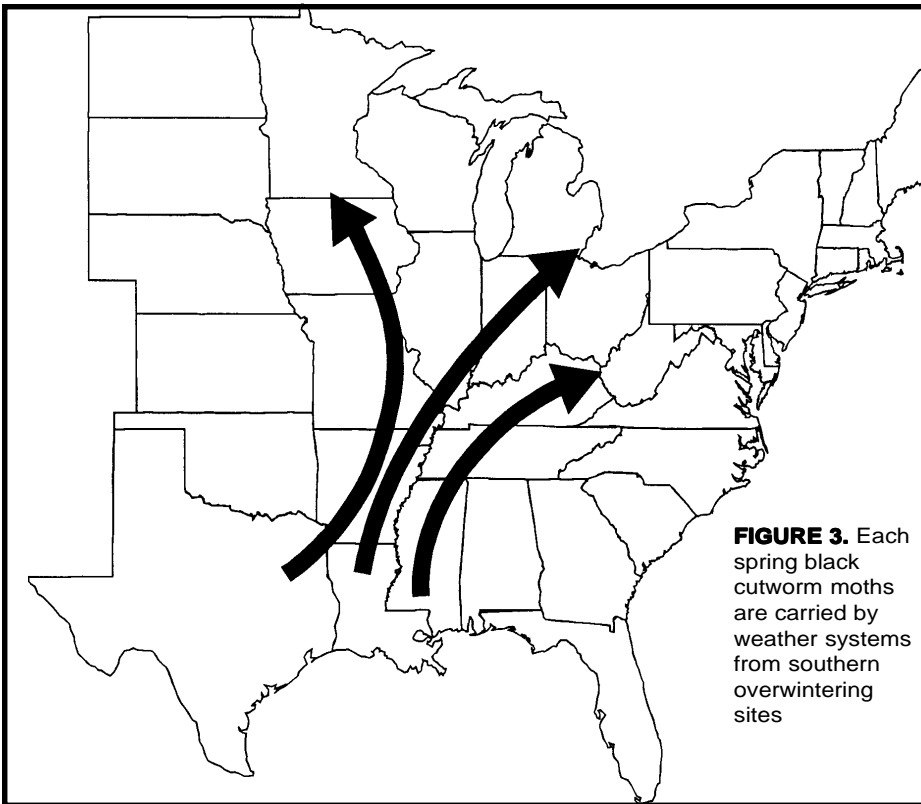 FIGURE 3. Each
spring black
cutworm moths
are carried by
weather systems
from southern
overwintering
sites